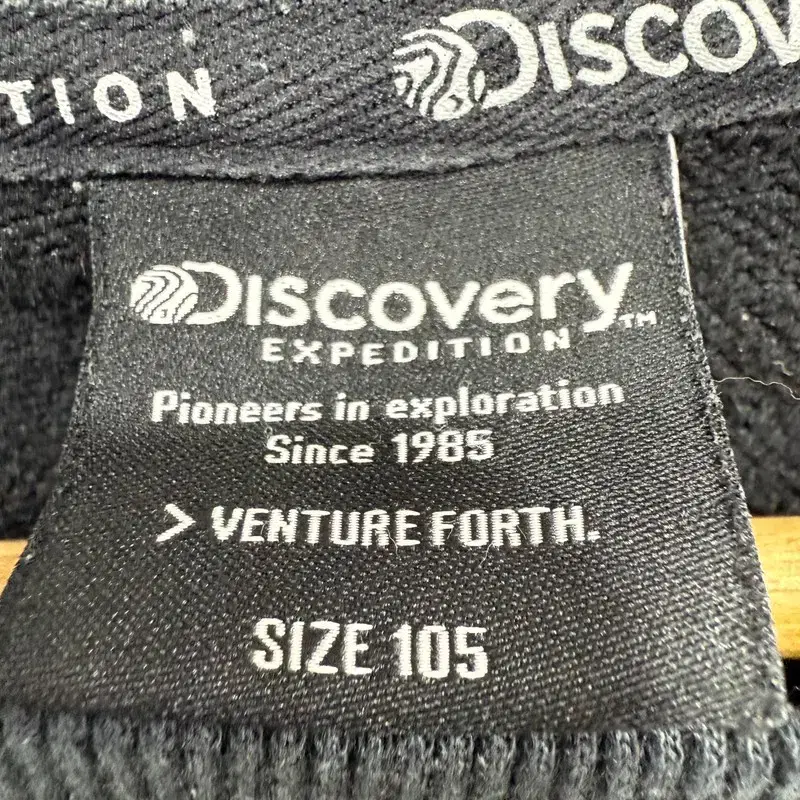 TION DISCOV
DISCOVERY™
EXPEDITION
Pioneers in exploration
Since 1985
> VENTURE FORTH.
SIZE 105